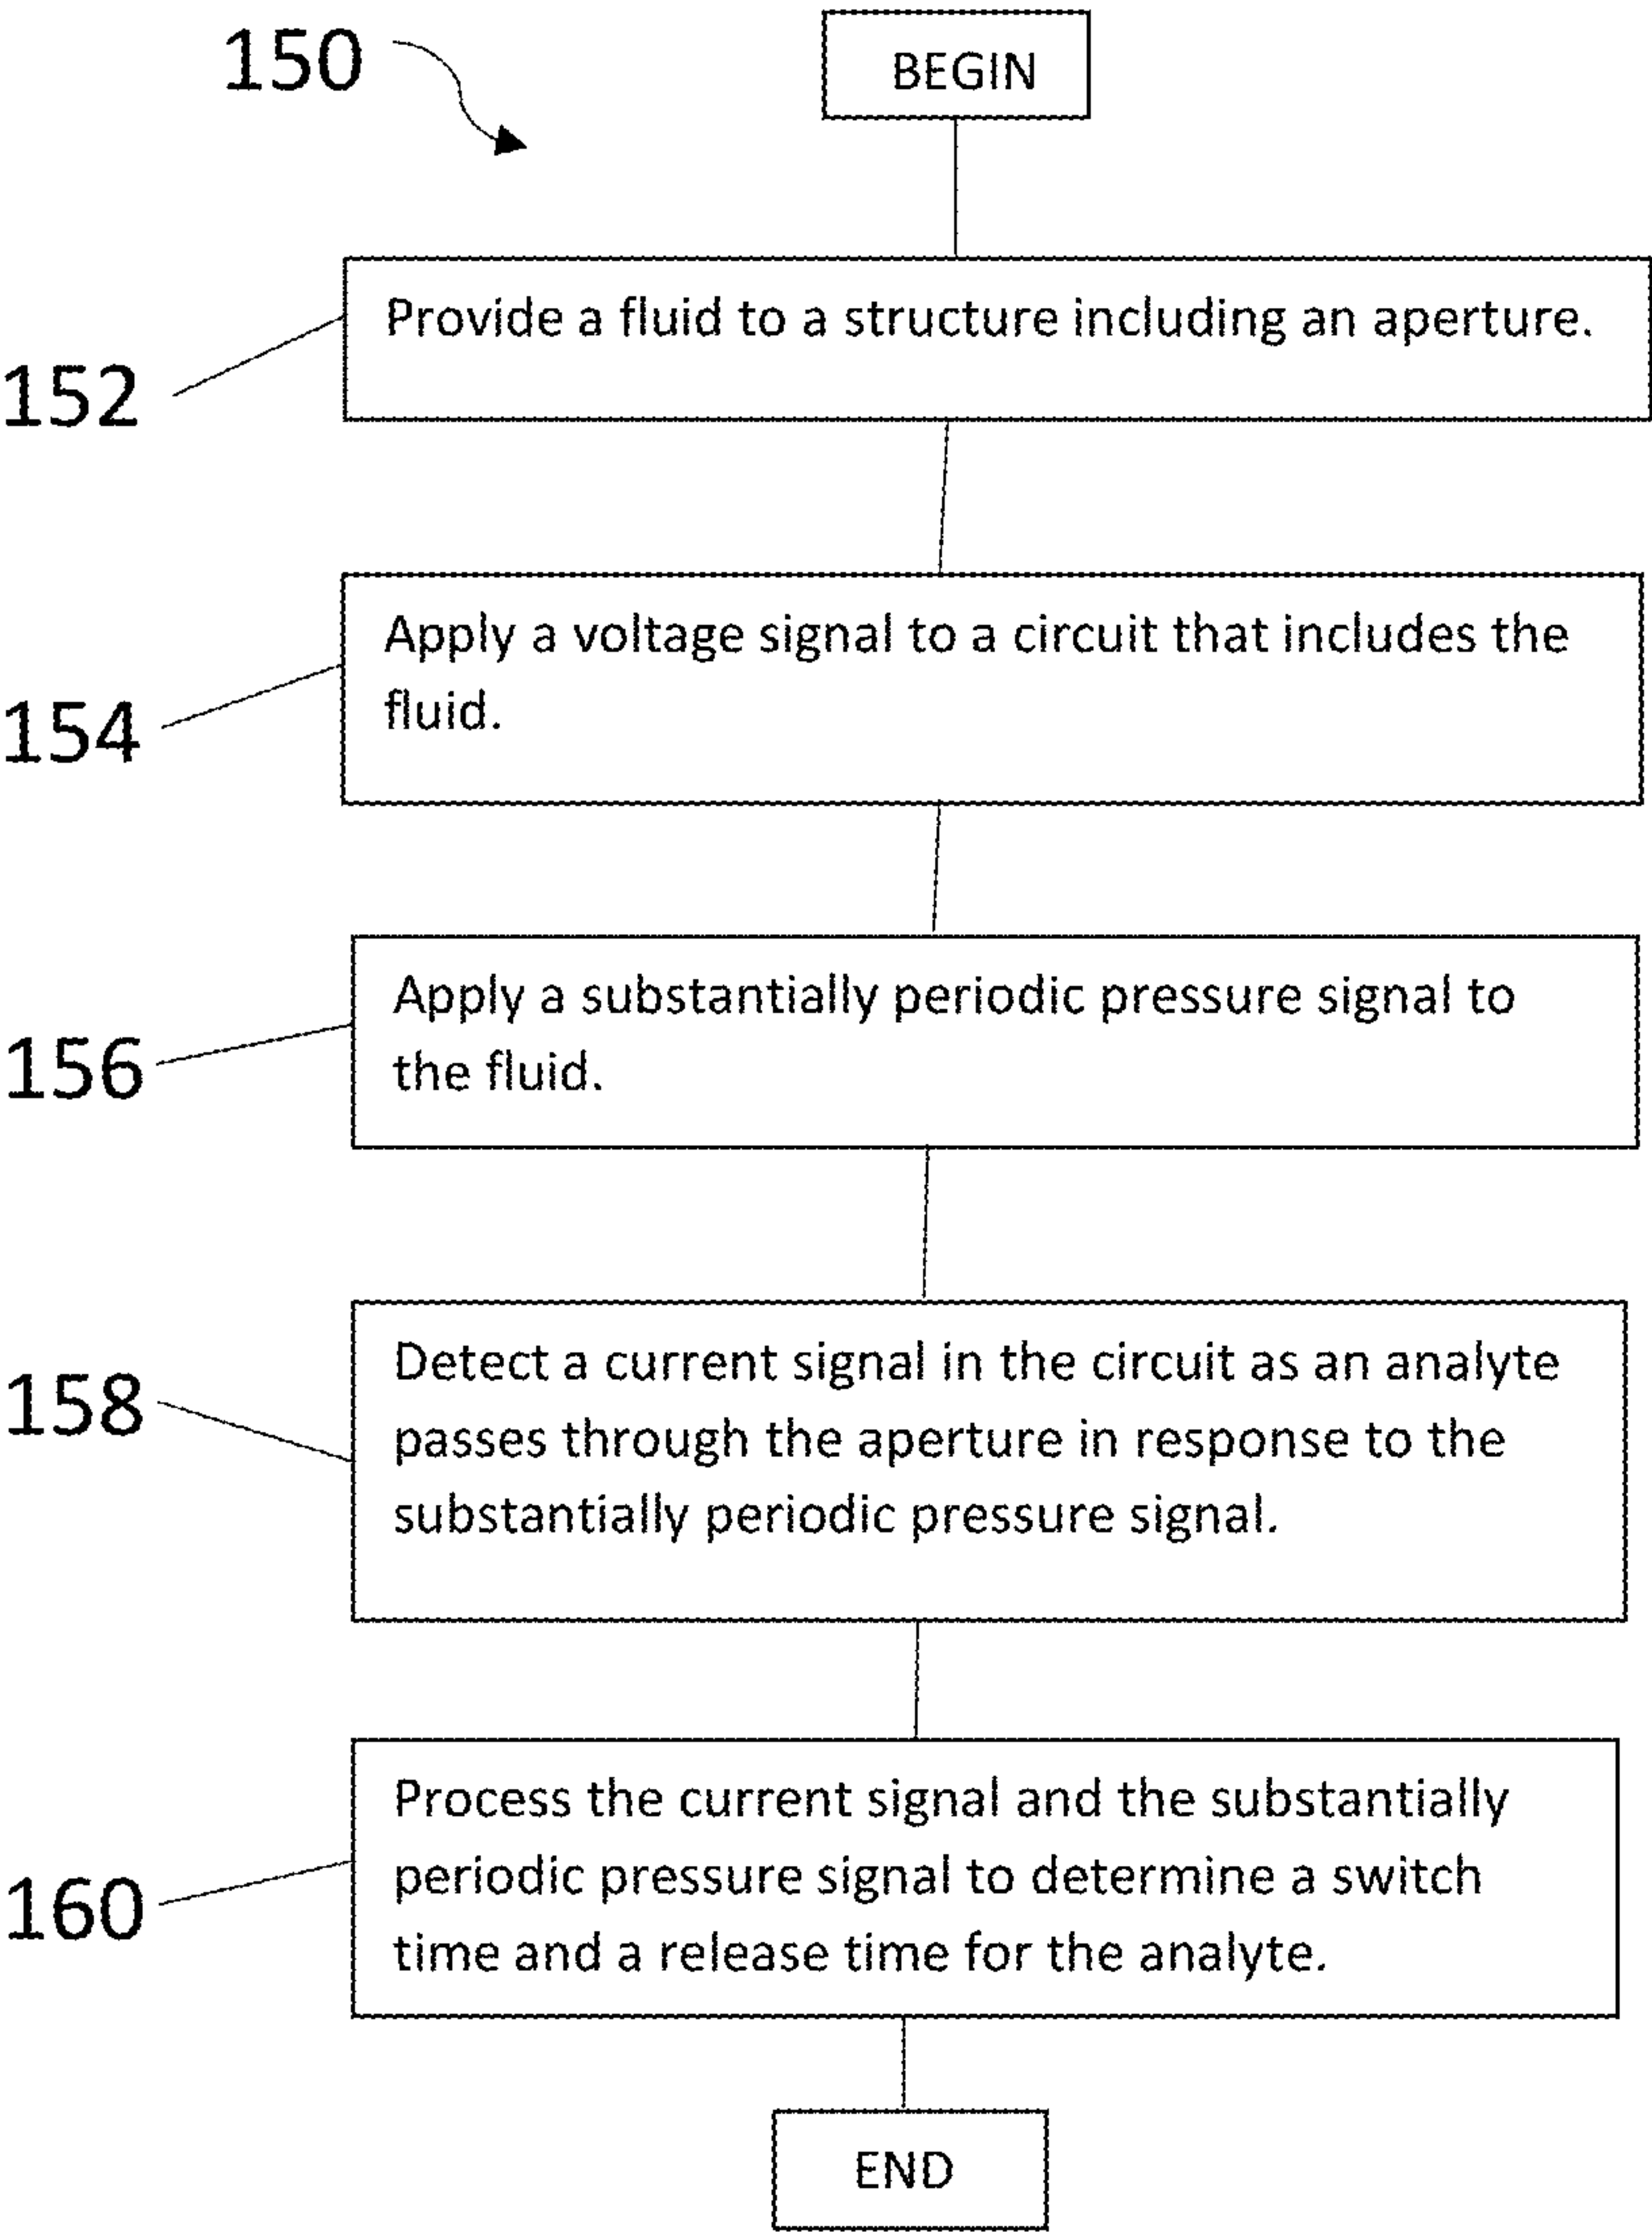 150
BEGIN
152
Provide a fluid to a structure including an aperture.
154
Apply a voltage signal to a circuit that includes the
fluid.
156
Apply a substantially periodic pressure signal to
the fluid.
158
Detect a current signal in the circuit as an analyte
passes through the aperture in response to the
substantially periodic pressure signal.
160
Process the current signal and the substantially
periodic pressure signal to determine a switch
time and a release time for the analyte.
END